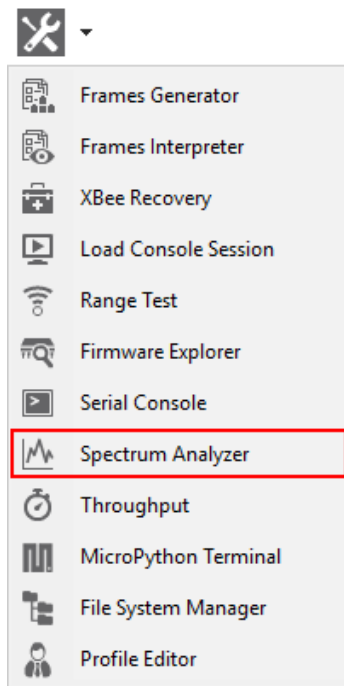 Frames Generator
Frames Interpreter
XBee Recovery
Load Console Session
Range Test
Firmware Explorer
Serial Console
Spectrum Analyzer
Throughput
MicroPython Terminal
File System Manager
Profile Editor